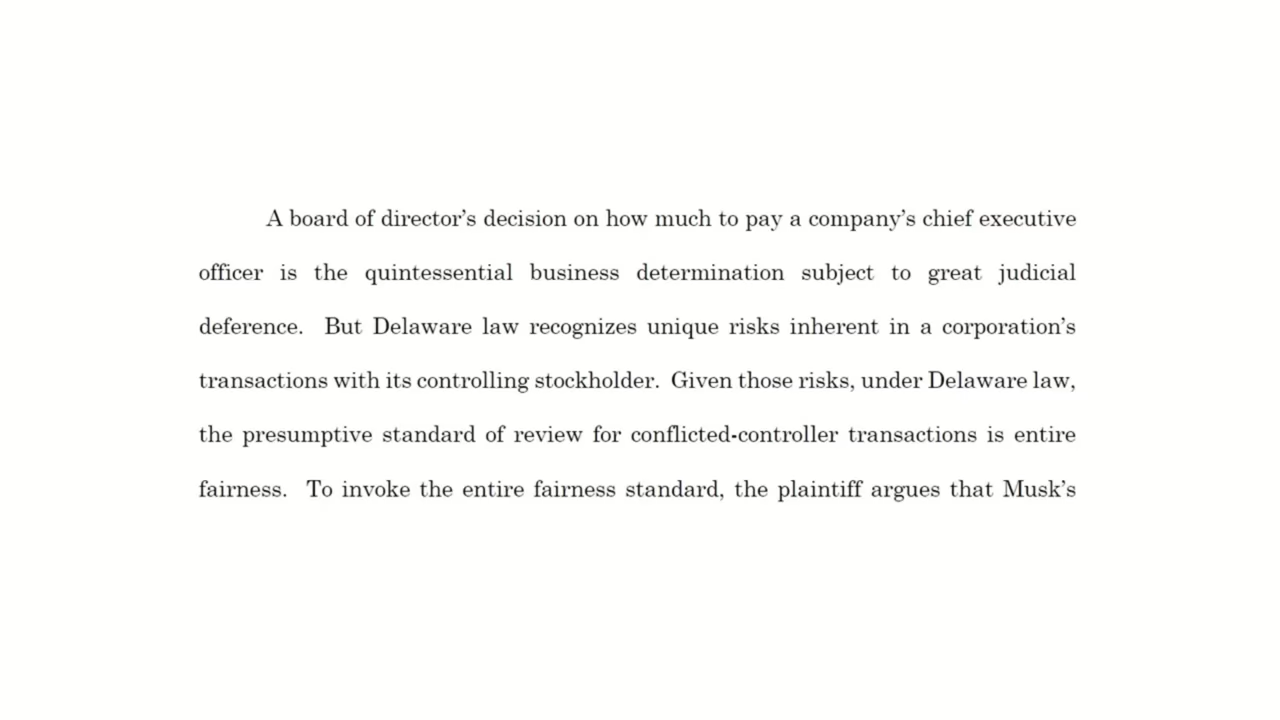 A board of director’s decision on how much to pay a company’s chief executive
officer is the quintessential business determination subject to great judicial
deference.  But Delaware law recognizes unique risks inherent in a corporation’s
transactions with its controlling stockholder.  Given those risks, under Delaware law,
the presumptive standard of review for conflicted-controller transactions is entire
fairness.  To invoke the entire fairness standard, the plaintiff argues that Musk’s